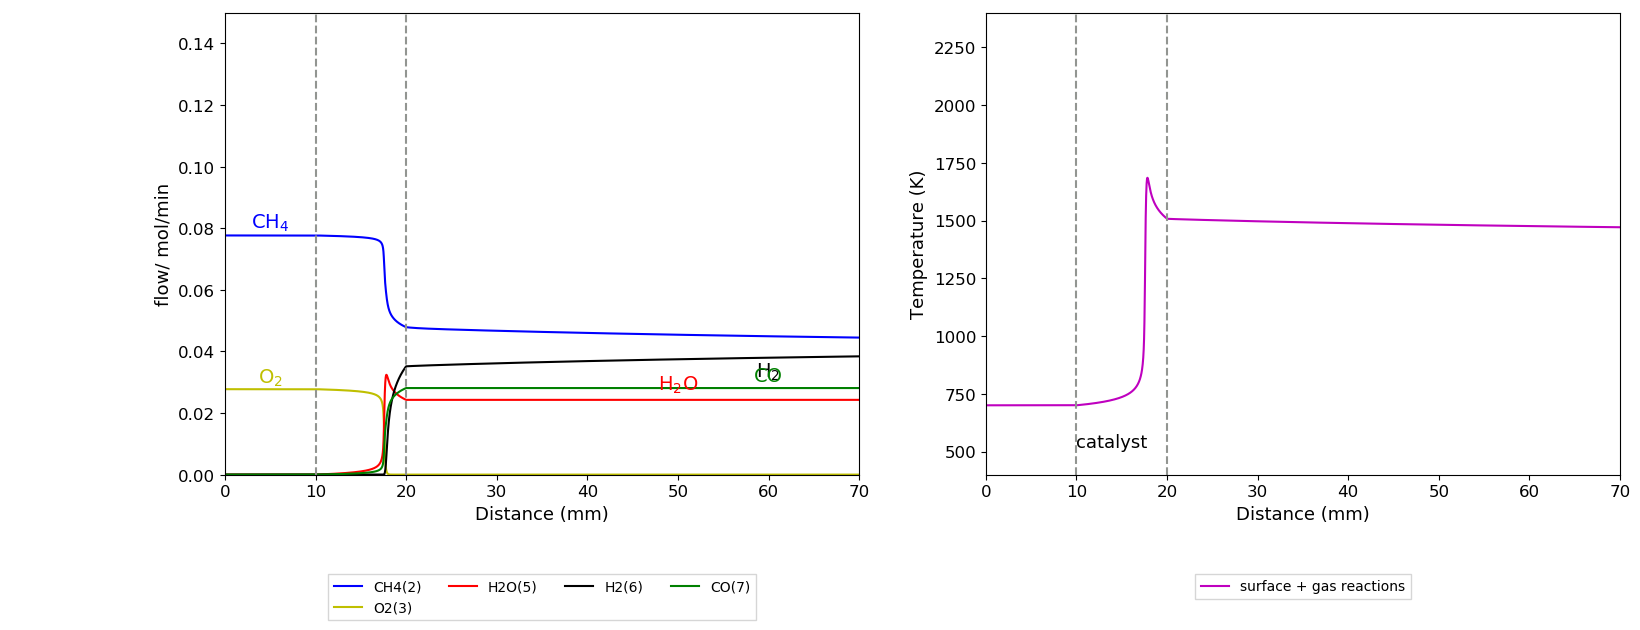 0.14
0.12
0.10
0.08
0.06
0.04
0.02
0.00
flow/ mol/min
CH₄
O₂
H₂
CO
H₂O
0 10 20 30 40 50 60 70
Distance (mm)
CH4(2) H2O(5) H2(6) CO(7)
O2(3)
2250
2000
1750
1500
1250
1000
750
500
Temperature (K)
catalyst
0 10 20 30 40 50 60 70
Distance (mm)
surface + gas reactions